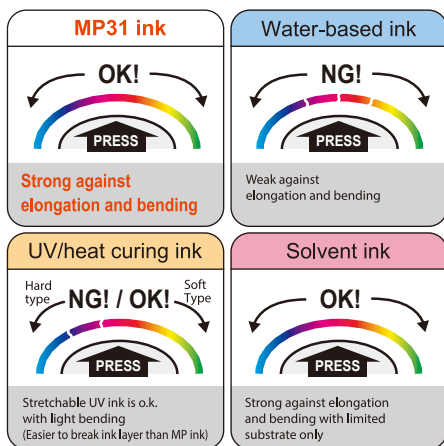 MP31 ink
OK!
PRESS
Strong against
elongation and bending
Water-based ink
NG!
PRESS
Weak against
elongation and bending
UV/heat curing ink
Hard
type
NG! / OK!
Soft
Type
PRESS
Stretchable UV ink is o.k.
with light bending
(Easier to break ink layer than MP ink)
Solvent ink
OK!
PRESS
Strong against elongation
and bending with limited
substrate only